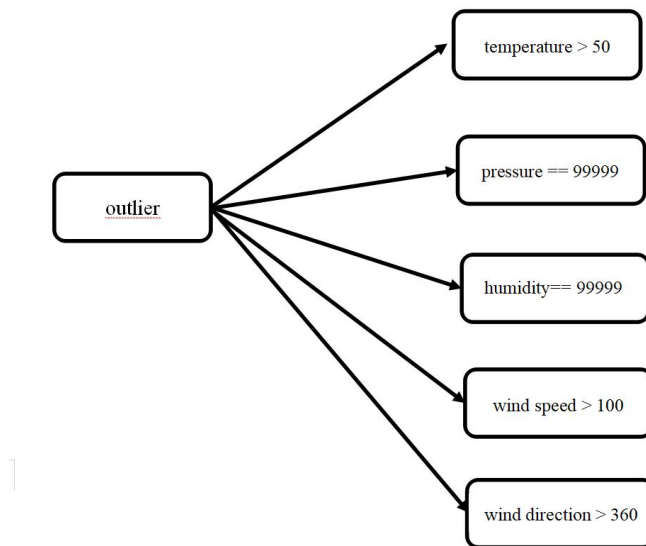 temperature > 50
pressure == 99999
outlier
humidity== 99999
wind speed > 100
wind direction > 360